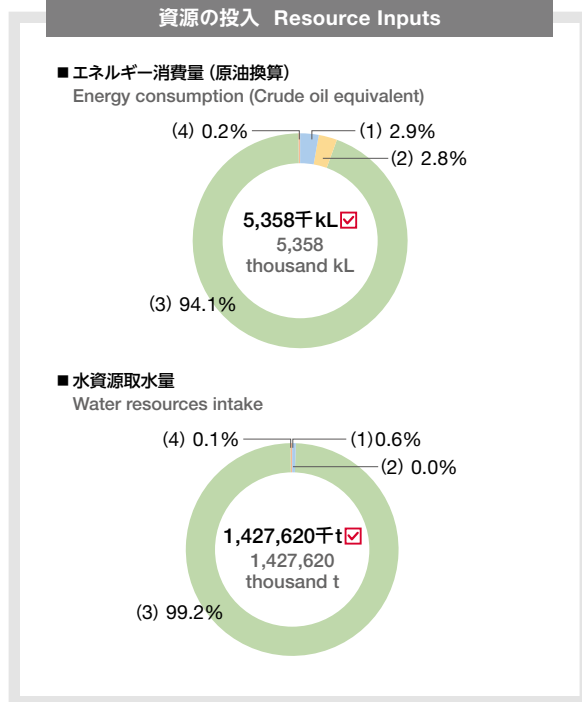 資源の投入 Resource Inputs
■ エネルギー消費量（原油換算）
Energy consumption (Crude oil equivalent)
(4) 0.2%
(1) 2.9%
(2) 2.8%
5,358千kL☑
5,358
thousand kL
(3) 94.1%
■ 水資源取水量
Water resources intake
(4) 0.1%
(1)0.6%
(2) 0.0%
1,427,620千t☑
1,427,620
thousand t
(3) 99.2%